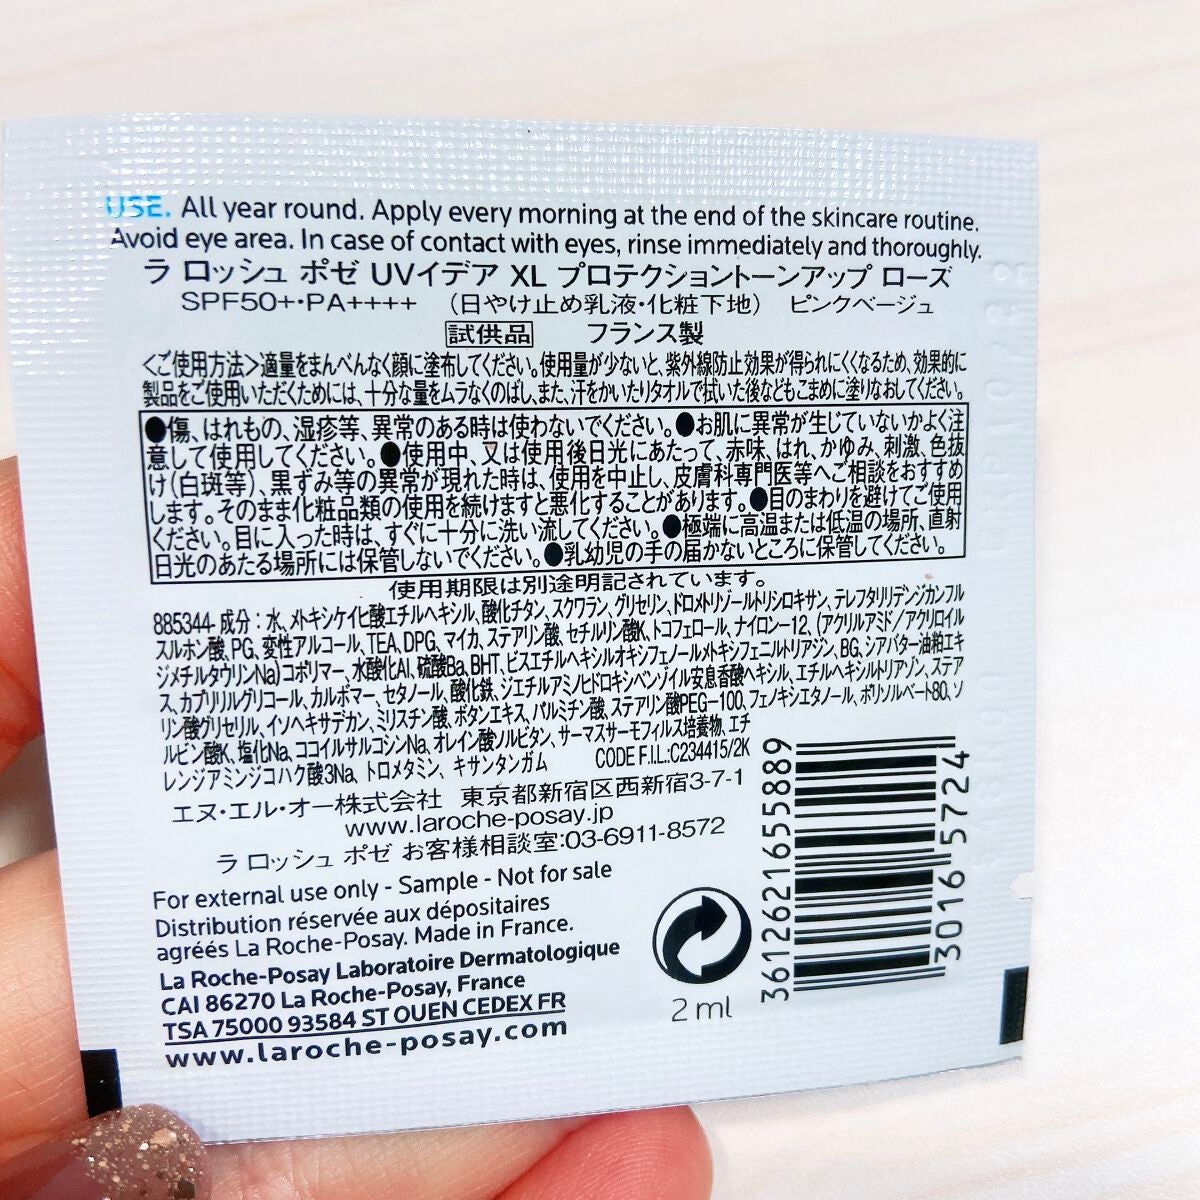 USE. All year round. Apply every morning at the end of the skincare routine.
Avoid eye area. In case of contact with eyes, rinse immediately and thoroughly.
ラ ロッシュ ポゼ UVイデア XL プロテクショントーンアップ ローズ
SPF50+・PA++++ （日やけ止め乳液・化粧下地） ピンクベージュ
試供品 フランス製
＜ご使用方法＞適量をまんべんなく顔に塗布してください。使用量が少ないと、紫外線防止効果が得られにくくなるため、効果的に
製品をご使用いただくためには、十分な量をムラなくのばし、また、汗をかいたりタオルで拭いた後などもこまめに塗りなおしてください。
●傷、はれもの、湿疹等、異常のある時は使わないでください。●お肌に異常が生じていないかよく注
意して使用してください。●使用中、又は使用後日光にあたって、赤味、はれ、かゆみ、刺激、色抜
け(白斑等)、黒ずみ等の異常が現れた時は、使用を中止し、皮膚科専門医等へご相談をおすすめ
します。そのまま化粧品類の使用を続けますと悪化することがあります。●目のまわりを避けてご使用
ください。目に入った時は、すぐに十分に洗い流してください。●極端に高温または低温の場所、直射
日光のあたる場所には保管しないでください。●乳幼児の手の届かないところに保管してください。
使用期限は別途明記されています。
885344- 成分：水、メトキシケイヒ酸エチルヘキシル、酸化チタン、スクワラン、グリセリン、ドロメトリゾールトリシロキサン、テレフタリリデンジカンフル
スルホン酸、PG、変性アルコール、TEA、DPG、マイカ、ステアリン酸、セチルリン酸K、トコフェロール、ナイロン－12、(アクリルアミド／アクリロイル
ジメチルタウリンNa)コポリマー、水酸化Al、硫酸Ba、BHT、ビスエチルヘキシルオキシフェノールメトキシフェニルトリアジン、BG、シアバター油粕エキ
ス、カプリリルグリコール、カルボマー、セタノール、酸化鉄、ジエチルアミノヒドロキシベンゾイル安息香酸ヘキシル、エチルヘキシルトリアゾン、ステア
リン酸グリセリル、イソヘキサデカン、ミリスチン酸、ボタンエキス、パルミチン酸、ステアリン酸PEG－100、フェノキシエタノール、ポリソルベート80、ソ
ルビン酸K、塩化Na、ココイルサルコシンNa、オレイン酸ソルビタン、サーマスサーモフィルス培養物、エチ
レンジアミンジコハク酸3Na、トロメタミン、キサンタンガム CODE F.I.L.:C234415/2K
エヌ・エル・オー株式会社 東京都新宿区西新宿3-7-1
www.laroche-posay.jp
ラ ロッシュ ポゼ お客様相談室:03-6911-8572
For external use only - Sample - Not for sale
Distribution réservée aux dépositaires
agréés La Roche-Posay. Made in France.
La Roche-Posay Laboratoire Dermatologique
CAI 86270 La Roche-Posay, France
TSA 75000 93584 ST OUEN CEDEX FR
www.laroche-posay.com
2 ml
3612621655889
30165724